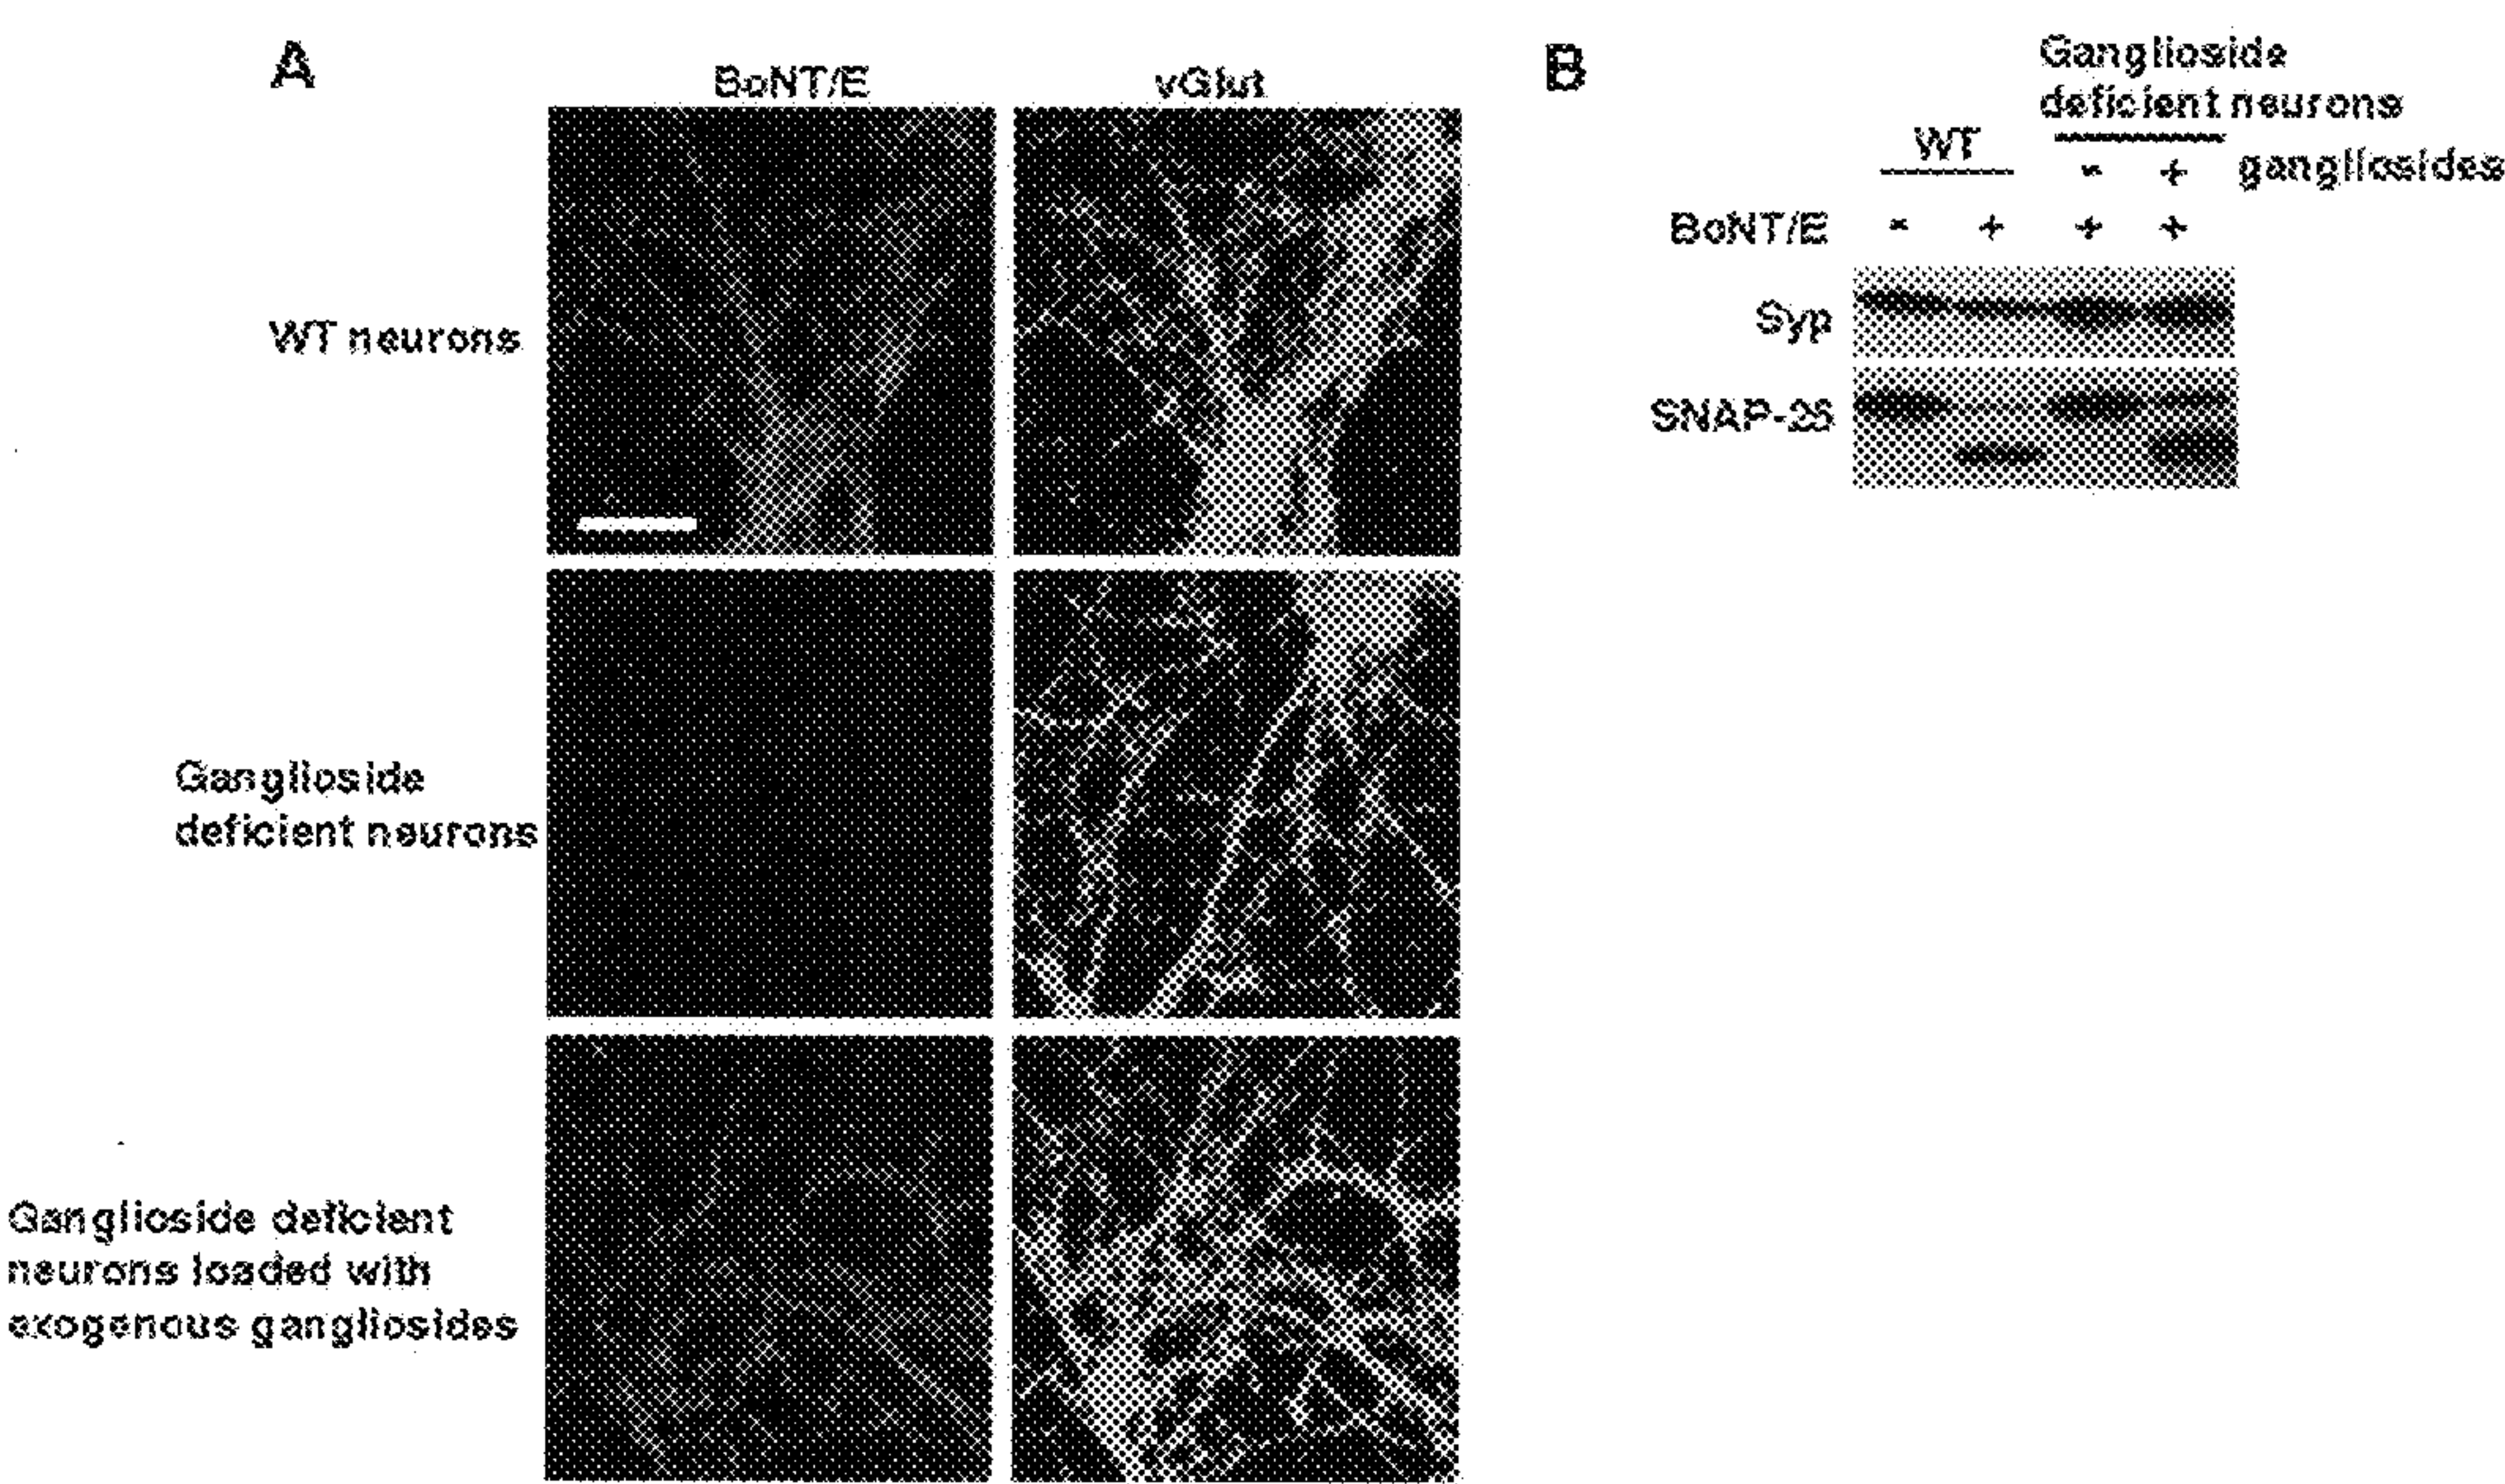 A
BoNT/E
vGlut
WT neurons
Ganglioside
deficient neurons
Ganglioside deficient
neurons loaded with
exogenous gangliosides
B
Ganglioside
deficient neurons
WT
- + gangliosides
BoNT/E - + + +
Syp
SNAP-25